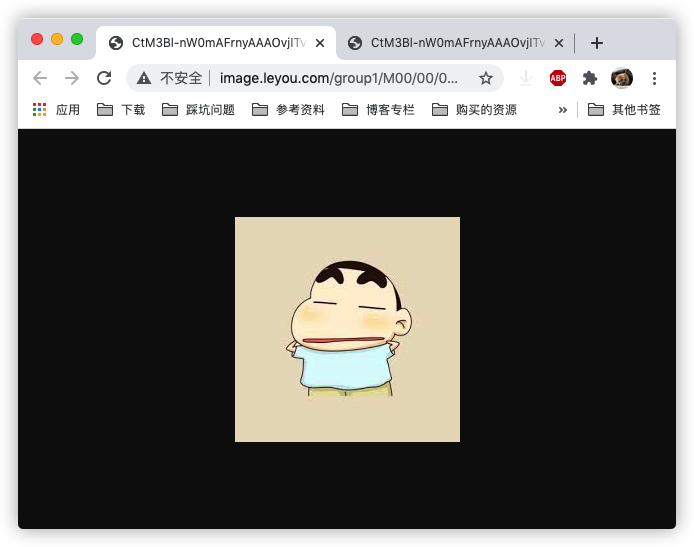 CtM3Bl-nW0mAFrnyAAAOvjITv
CtM3Bl-nW0mAFrnyAAAOvjITv
不安全 image.leyou.com/group1/M00/00/0...
ABP
应用 下载 踩坑问题 参考资料 博客专栏 购买的资源 » 其他书签